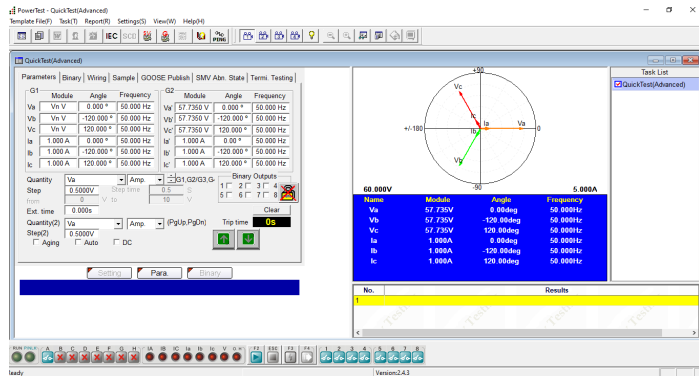 PowerTest - QuickTest(Advanced)
Template File(F) Task(T) Report(R) Settings(S) View(W) Help(H)
IEC SCD PING
QuickTest(Advanced)
Parameters Binary Wiring Sample GOOSE Publish SMV Abn. State Termi. Testing
G1 Module Angle Frequency
Va Vn V 0.000 ° 50.000 Hz
Vb Vn V -120.000 ° 50.000 Hz
Vc Vn V 120.000 ° 50.000 Hz
Ia 1.000 A 0.000 ° 50.000 Hz
Ib 1.000 A -120.000 ° 50.000 Hz
Ic 1.000 A 120.000 ° 50.000 Hz
G2 Module Angle Frequency
Va' 57.7350 V 0.000 ° 50.000 Hz
Vb' 57.7350 V -120.000 ° 50.000 Hz
Vc' 57.7350 V 120.000 ° 50.000 Hz
Ia' 1.000 A 0.00 ° 50.000 Hz
Ib' 1.000 A -120.000 ° 50.000 Hz
Ic' 1.000 A 120.000 ° 50.000 Hz
Quantity Va Amp. G1,G2/G3,G-
Step 0.5000V Step time 0.5 S
from 0 V to 10 V
Ext. time 0.000s
Quantity(2) Va Amp. (PgUp,PgDn)
Step(2) 0.5000V
Aging Auto DC
Binary Outputs
1 2 3 4
5 6 7 8
Clear
Trip time 0s
Setting Para. Binary
+90
+/-180
0
-90
Vc
Ic
Ia
Va
Ib
Vb
60.000V 5.000A
Name Module Angle Frequency
Va 57.735V 0.00deg 50.000Hz
Vb 57.735V -120.00deg 50.000Hz
Vc 57.735V 120.00deg 50.000Hz
Ia 1.000A 0.00deg 50.000Hz
Ib 1.000A -120.00deg 50.000Hz
Ic 1.000A 120.00deg 50.000Hz
No. Results
1
Task List
QuickTest(Advanced)
A B C D E F G H IA IB IC Ia Ib Ic V F2 ESC F3 F4 1 2 3 4 5 6 7 8
Ready Version:2.4.3